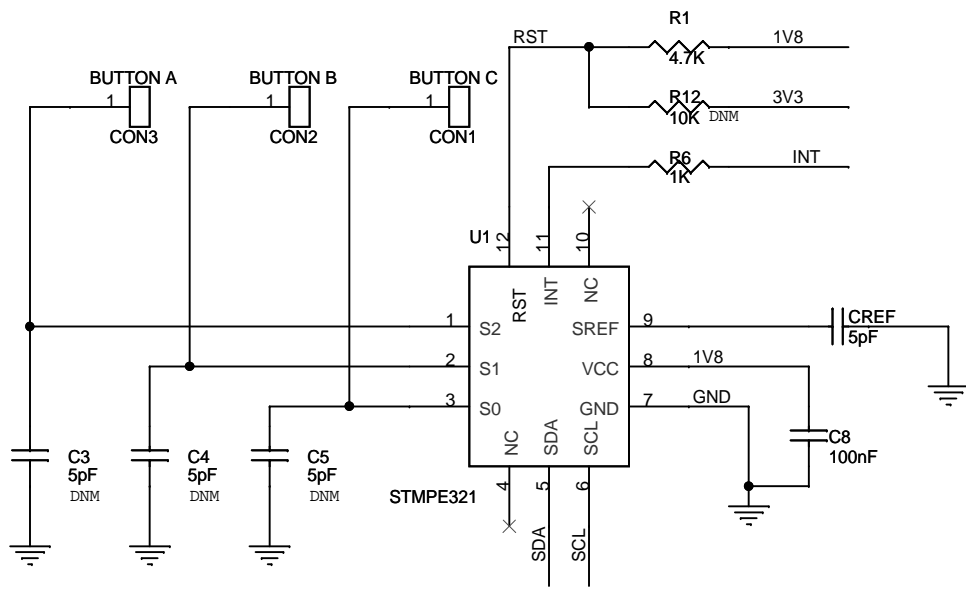 R1
RST
1V8
4.7K
BUTTON A
BUTTON B
BUTTON C
1
1
1
R12
3V3
10K
DNM
CON3
CON2
CON1
R6
INT
1K
U1
12
11
10
RST
INT
NC
1
S2
SREF
9
CREF
5pF
2
S1
VCC
8
1V8
3
S0
GND
7
GND
NC
SDA
SCL
C8
100nF
C3
5pF
DNM
C4
5pF
DNM
C5
5pF
DNM
STMPE321
4
5
6
SDA
SCL